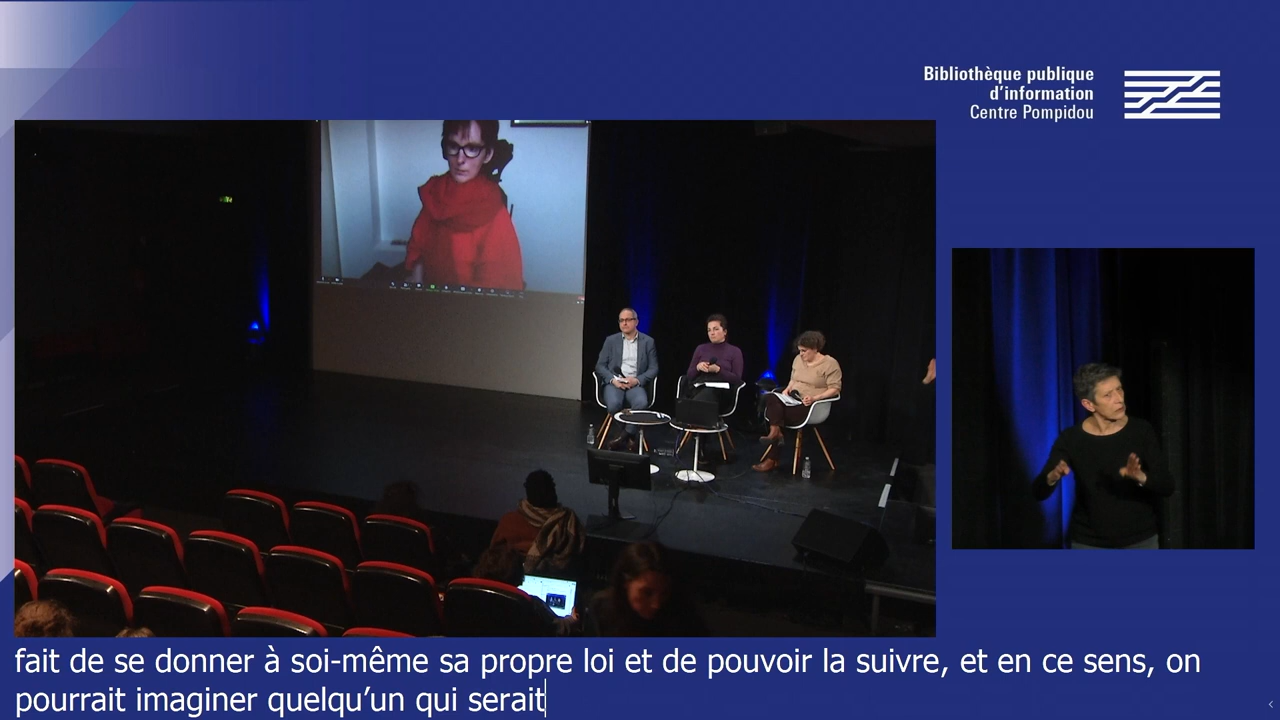 Bibliothèque publique
d’information
Centre Pompidou
fait de se donner à soi-même sa propre loi et de pouvoir la suivre, et en ce sens, on
pourrait imaginer quelqu’un qui serait